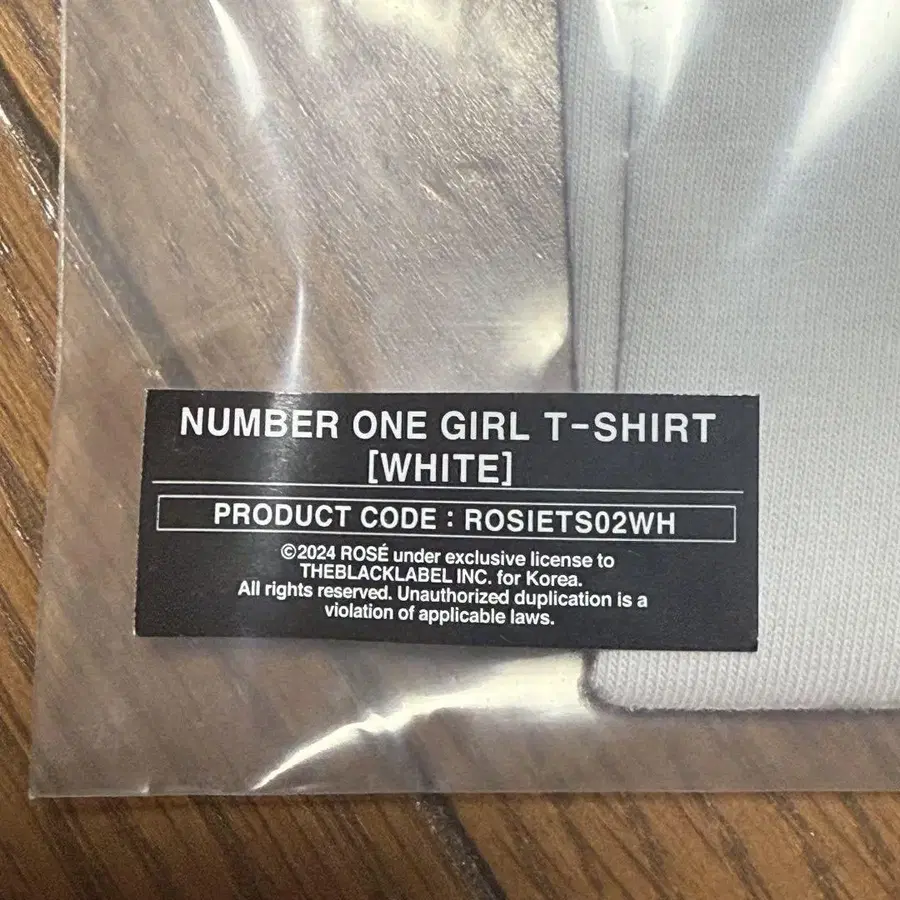 NUMBER ONE GIRL T-SHIRT
[WHITE]
PRODUCT CODE : ROSIETS02WH
©2024 ROSÉ under exclusive license to
THEBLACKLABEL INC. for Korea.
All rights reserved. Unauthorized duplication is a
violation of applicable laws.